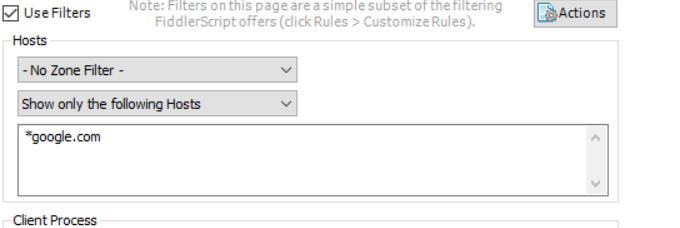 Use Filters
Note: Filters on this page are a simple subset of the filtering
FiddlerScript offers (click Rules > Customize Rules).
Actions
Hosts
- No Zone Filter -
Show only the following Hosts
*google.com
Client Process